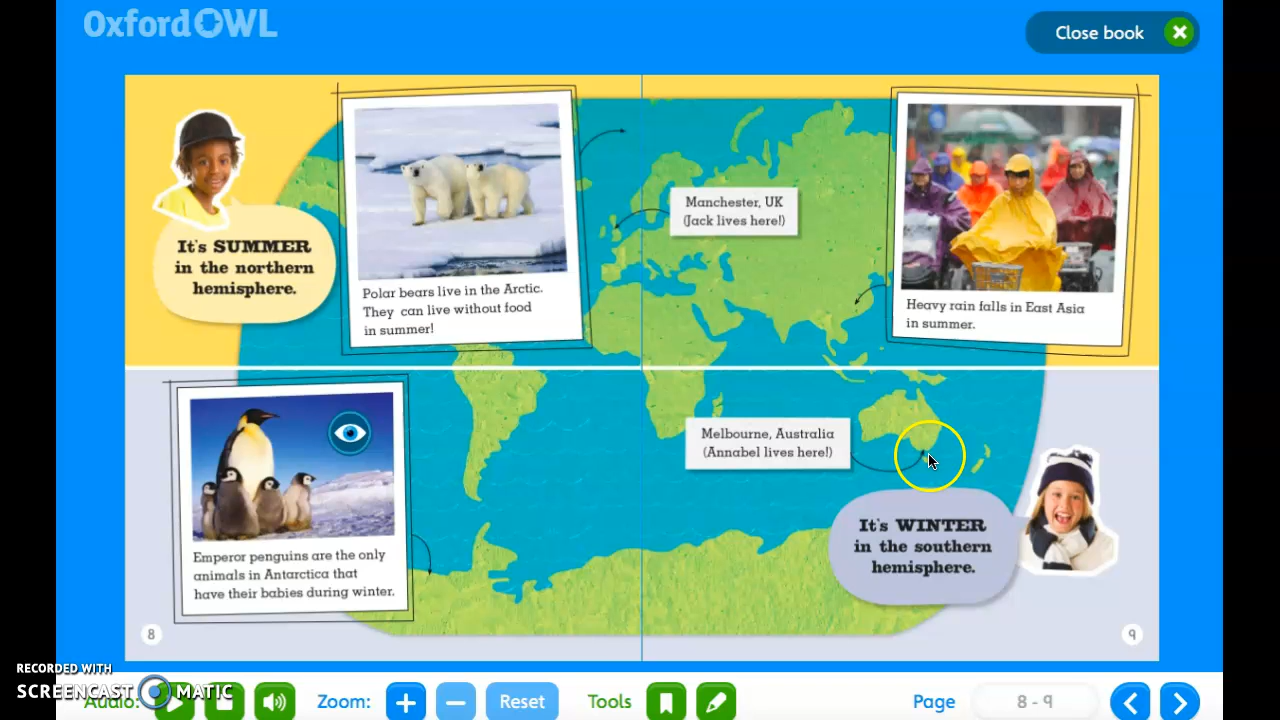 Oxford OWL
Close book
It's SUMMER
in the northern
hemisphere.
Polar bears live in the Arctic.
They can live without food
in summer!
Manchester, UK
(Jack lives here!)
Heavy rain falls in East Asia
in summer.
Emperor penguins are the only
animals in Antarctica that
have their babies during winter.
Melbourne, Australia
(Annabel lives here!)
It's WINTER
in the southern
hemisphere.
8
9
RECORDED WITH
SCREENCAST MATIC
Audio:
Zoom:
Reset
Tools
Page
8 - 9